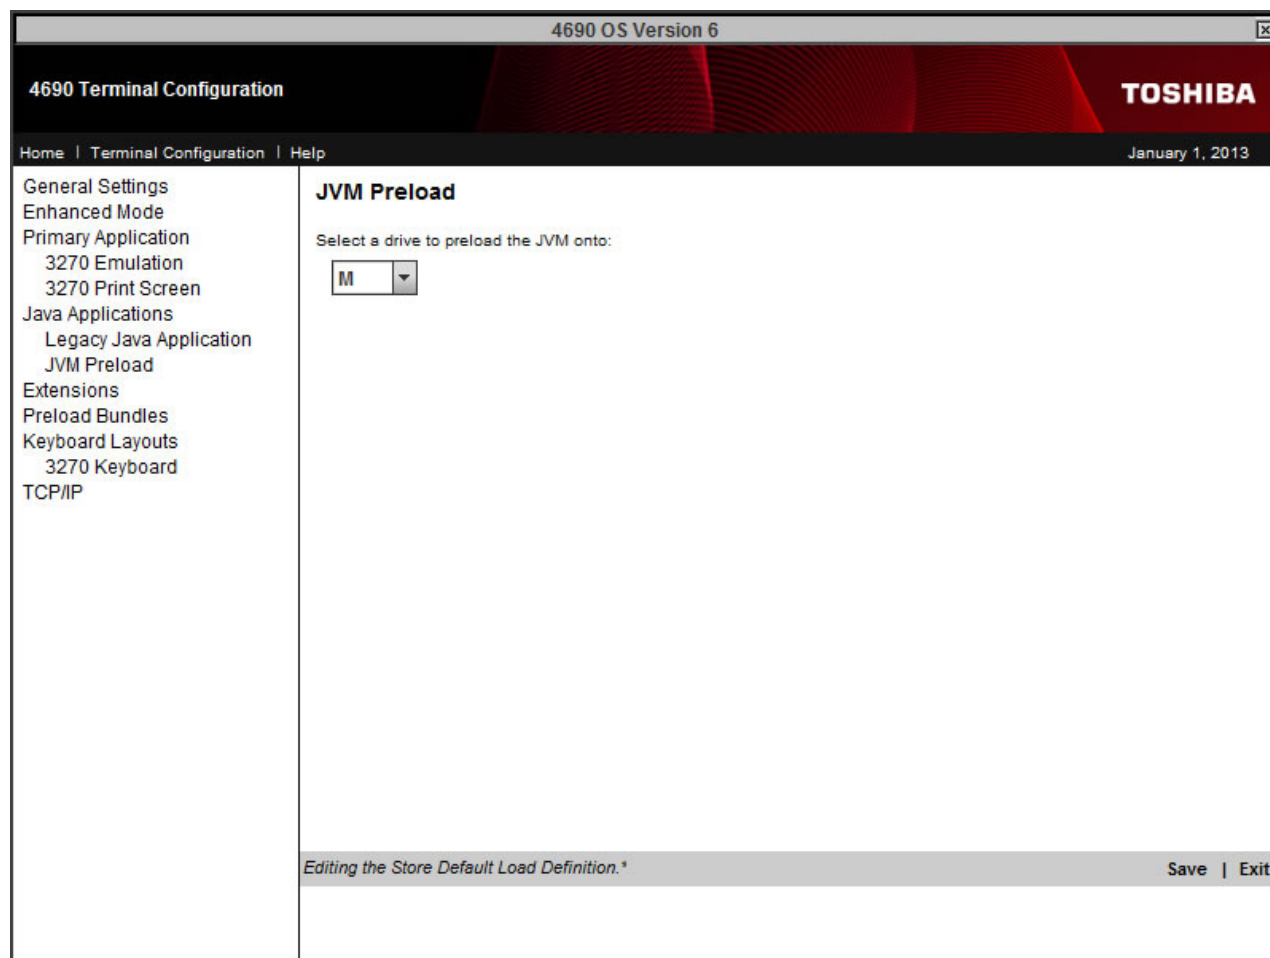 4690 OS Version 6
4690 Terminal Configuration
TOSHIBA
Home | Terminal Configuration | Help
January 1, 2013
General Settings
Enhanced Mode
Primary Application
3270 Emulation
3270 Print Screen
Java Applications
Legacy Java Application
JVM Preload
Extensions
Preload Bundles
Keyboard Layouts
3270 Keyboard
TCP/IP
JVM Preload
Select a drive to preload the JVM onto:
M
Editing the Store Default Load Definition.*
Save | Exit